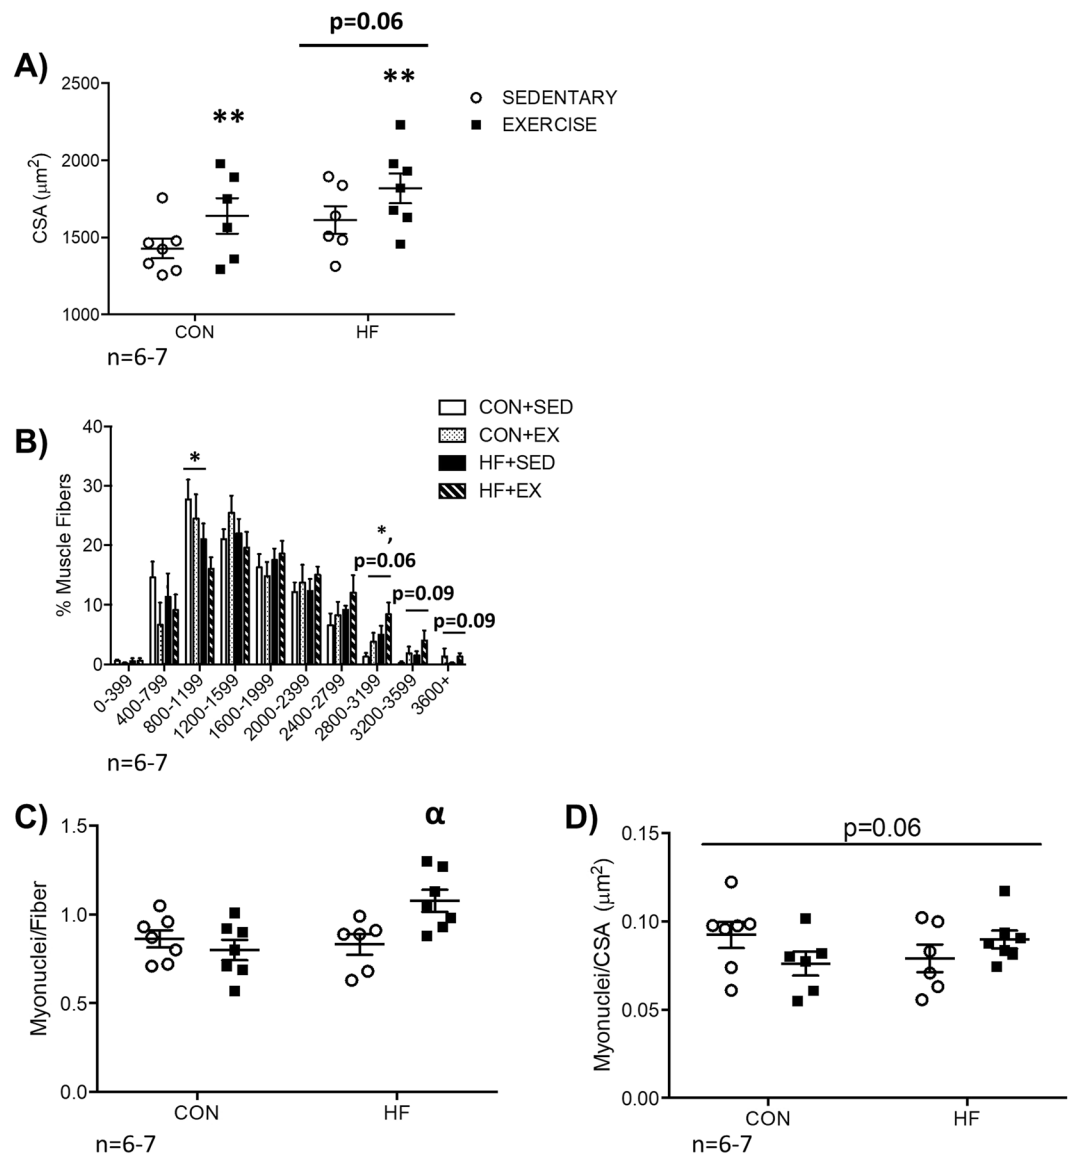 p=0.06
A)
**
**
2500
2000
1500
1000
CSA (μm²)
SEDENTARY
EXERCISE
CON
HF
n=6-7
B)
CON+SED
CON+EX
HF+SED
HF+EX
40
30
20
10
0
% Muscle Fibers
*
*,
p=0.06
p=0.09
p=0.09
0-399
400-799
800-1199
1200-1599
1600-1999
2000-2399
2400-2799
2800-3199
3200-3599
3600+
n=6-7
C)
α
1.5
1.0
0.5
0.0
Myonuclei/Fiber
CON
HF
n=6-7
D)
p=0.06
0.15
0.10
0.05
0.00
Myonuclei/CSA (μm²)
CON
HF
n=6-7